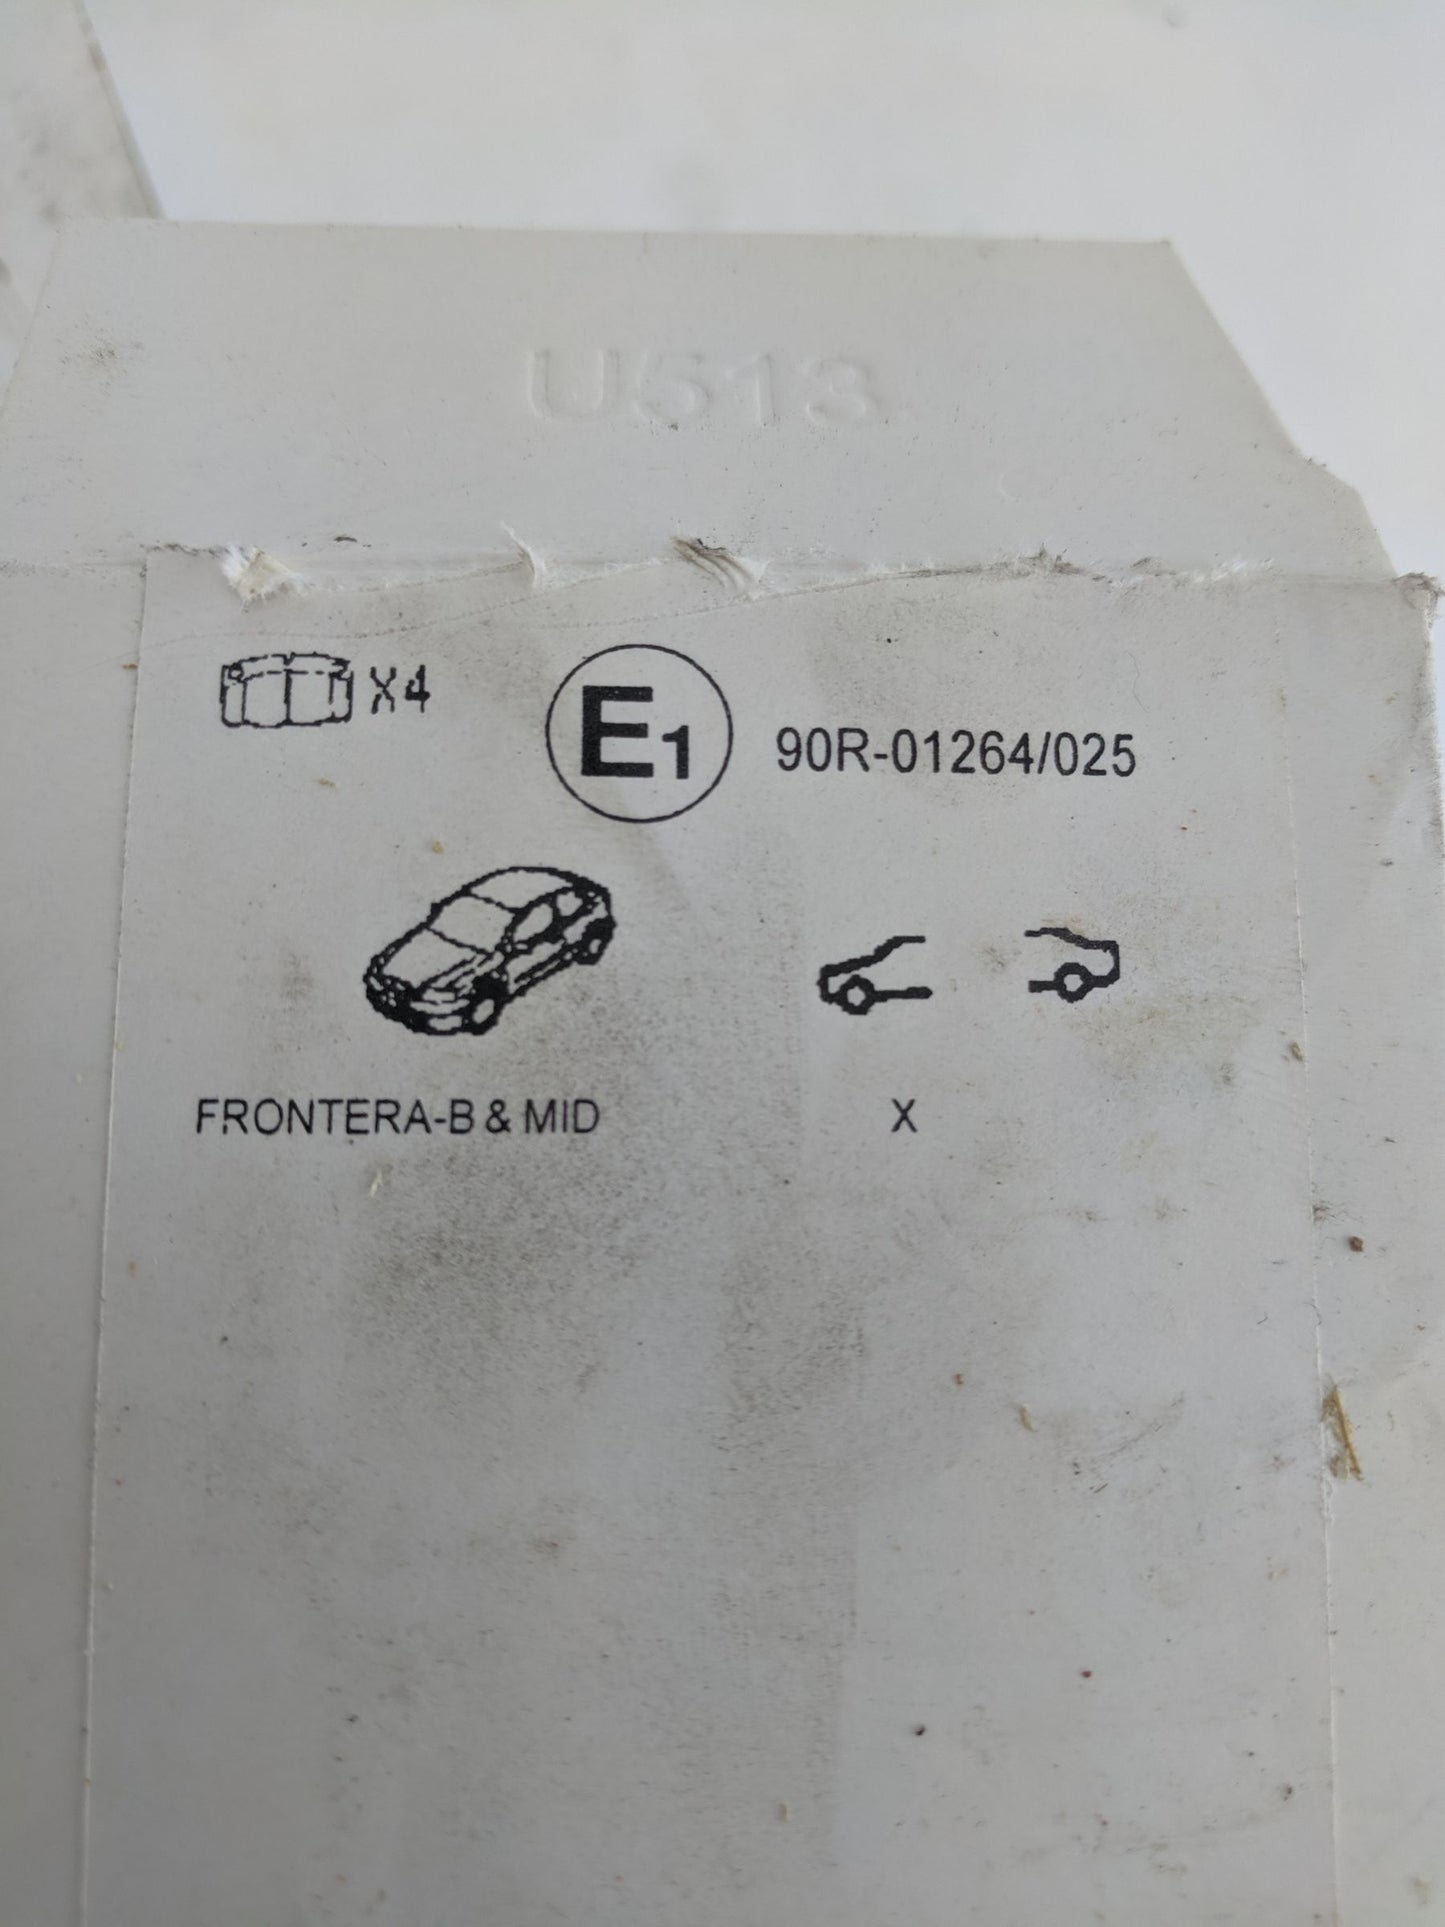 U513
X4
E1
90R-01264/025
FRONTERA-B & MID
X